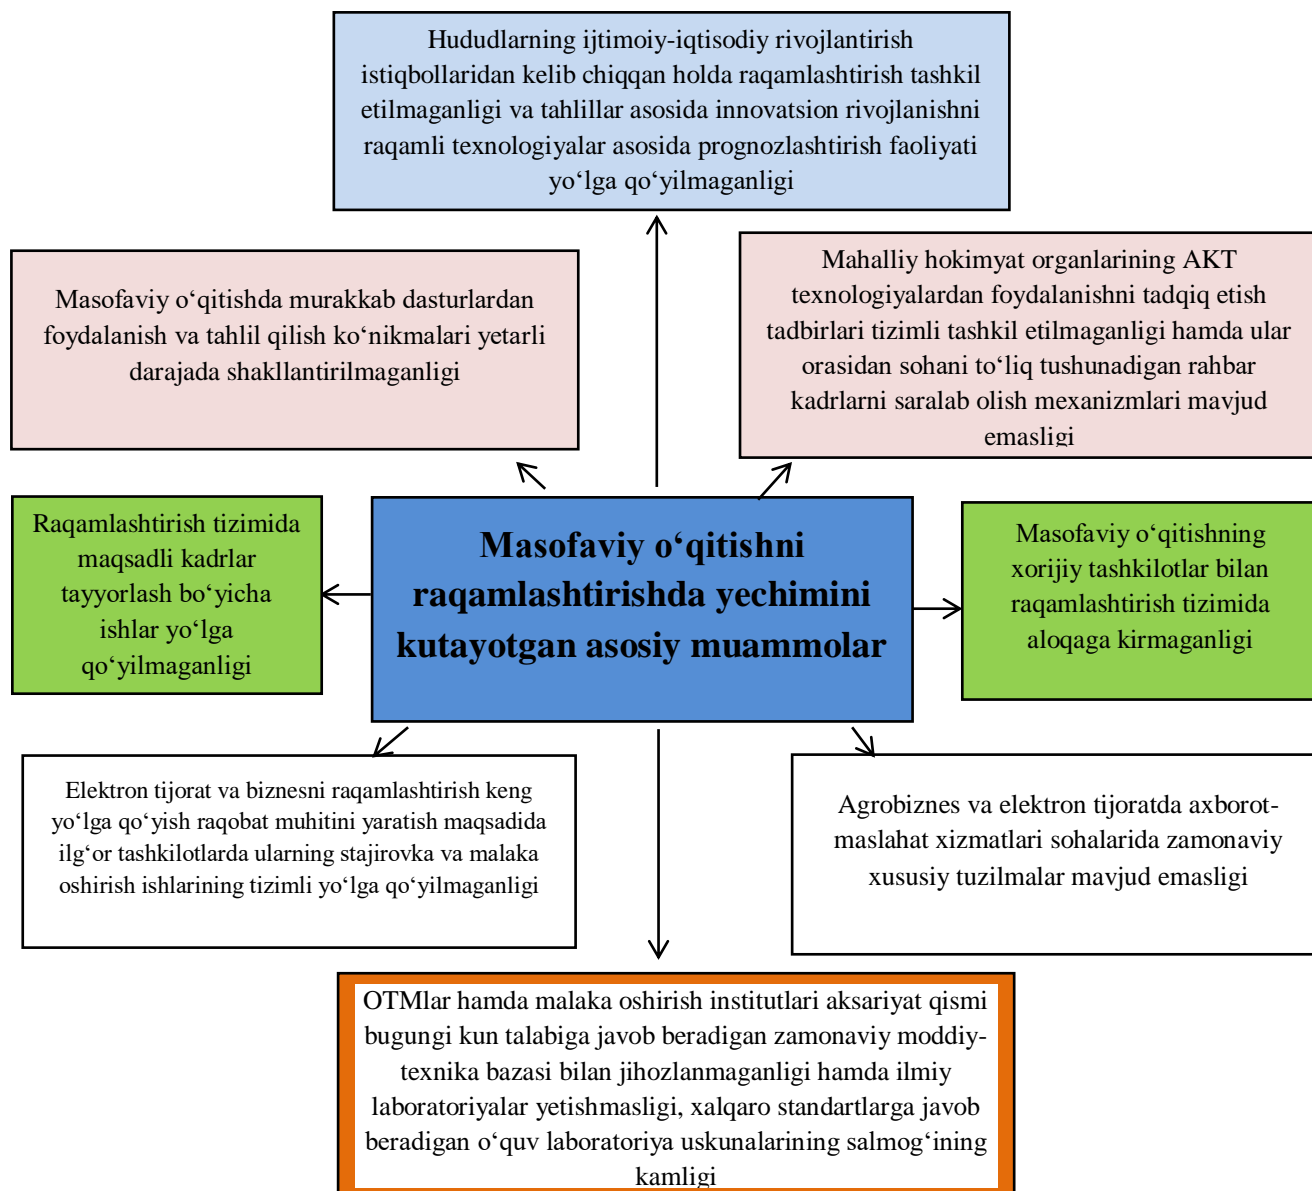 Hududlarning ijtimoiy-iqtisodiy rivojlantirish
istiqbollaridan kelib chiqqan holda raqamlashtirish tashkil
etilmaganligi va tahlillar asosida innovatsion rivojlanishni
raqamli texnologiyalar asosida prognozlashtirish faoliyati
yo‘lga qo‘yilmaganligi
Masofaviy o‘qitishda murakkab dasturlardan
foydalanish va tahlil qilish ko‘nikmalari yetarli
darajada shakllantirilmaganligi
Mahalliy hokimyat organlarining AKT
texnologiyalardan foydalanishni tadqiq etish
tadbirlari tizimli tashkil etilmaganligi hamda ular
orasidan sohani to‘liq tushunadigan rahbar
kadrlarni saralab olish mexanizmlari mavjud
emasligi
Raqamlashtirish tizimida
maqsadli kadrlar
tayyorlash bo‘yicha
ishlar yo‘lga
qo‘yilmaganligi
Masofaviy o‘qitishni
raqamlashtirishda yechimini
kutayotgan asosiy muammolar
Masofaviy o‘qitishning
xorijiy tashkilotlar bilan
raqamlashtirish tizimida
aloqaga kirmaganligi
Elektron tijorat va biznesni raqamlashtirish keng
yo‘lga qo‘yish raqobat muhitini yaratish maqsadida
ilg‘or tashkilotlarda ularning stajirovka va malaka
oshirish ishlarining tizimli yo‘lga qo‘yilmaganligi
Agrobiznes va elektron tijoratda axborot-
maslahat xizmatlari sohalarida zamonaviy
xususiy tuzilmalar mavjud emasligi
OTMlar hamda malaka oshirish institutlari aksariyat qismi
bugungi kun talabiga javob beradigan zamonaviy moddiy-
texnika bazasi bilan jihozlanmaganligi hamda ilmiy
laboratoriyalar yetishmasligi, xalqaro standartlarga javob
beradigan o‘quv laboratoriya uskunalarining salmog‘ining
kamligi